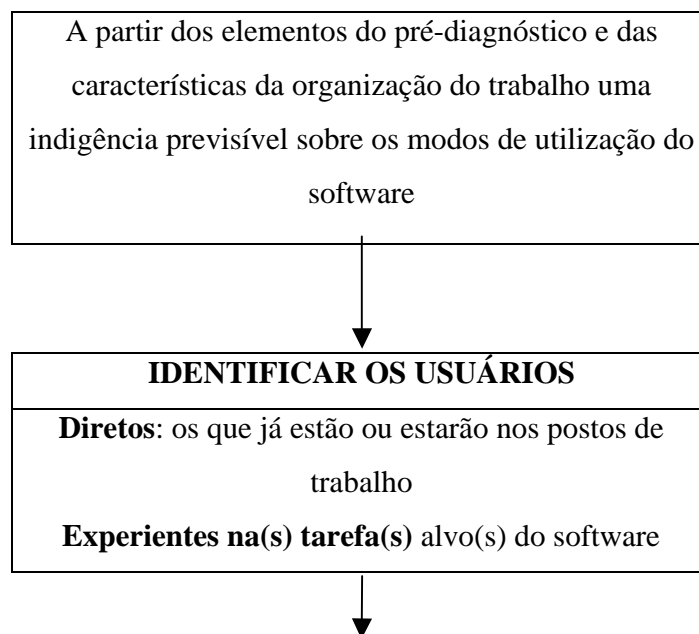 A partir dos elementos do pré-diagnóstico e das
características da organização do trabalho uma
indigência previsível sobre os modos de utilização do
software
IDENTIFICAR OS USUÁRIOS
Diretos: os que já estão ou estarão nos postos de
trabalho
Experientes na(s) tarefa(s) alvo(s) do software